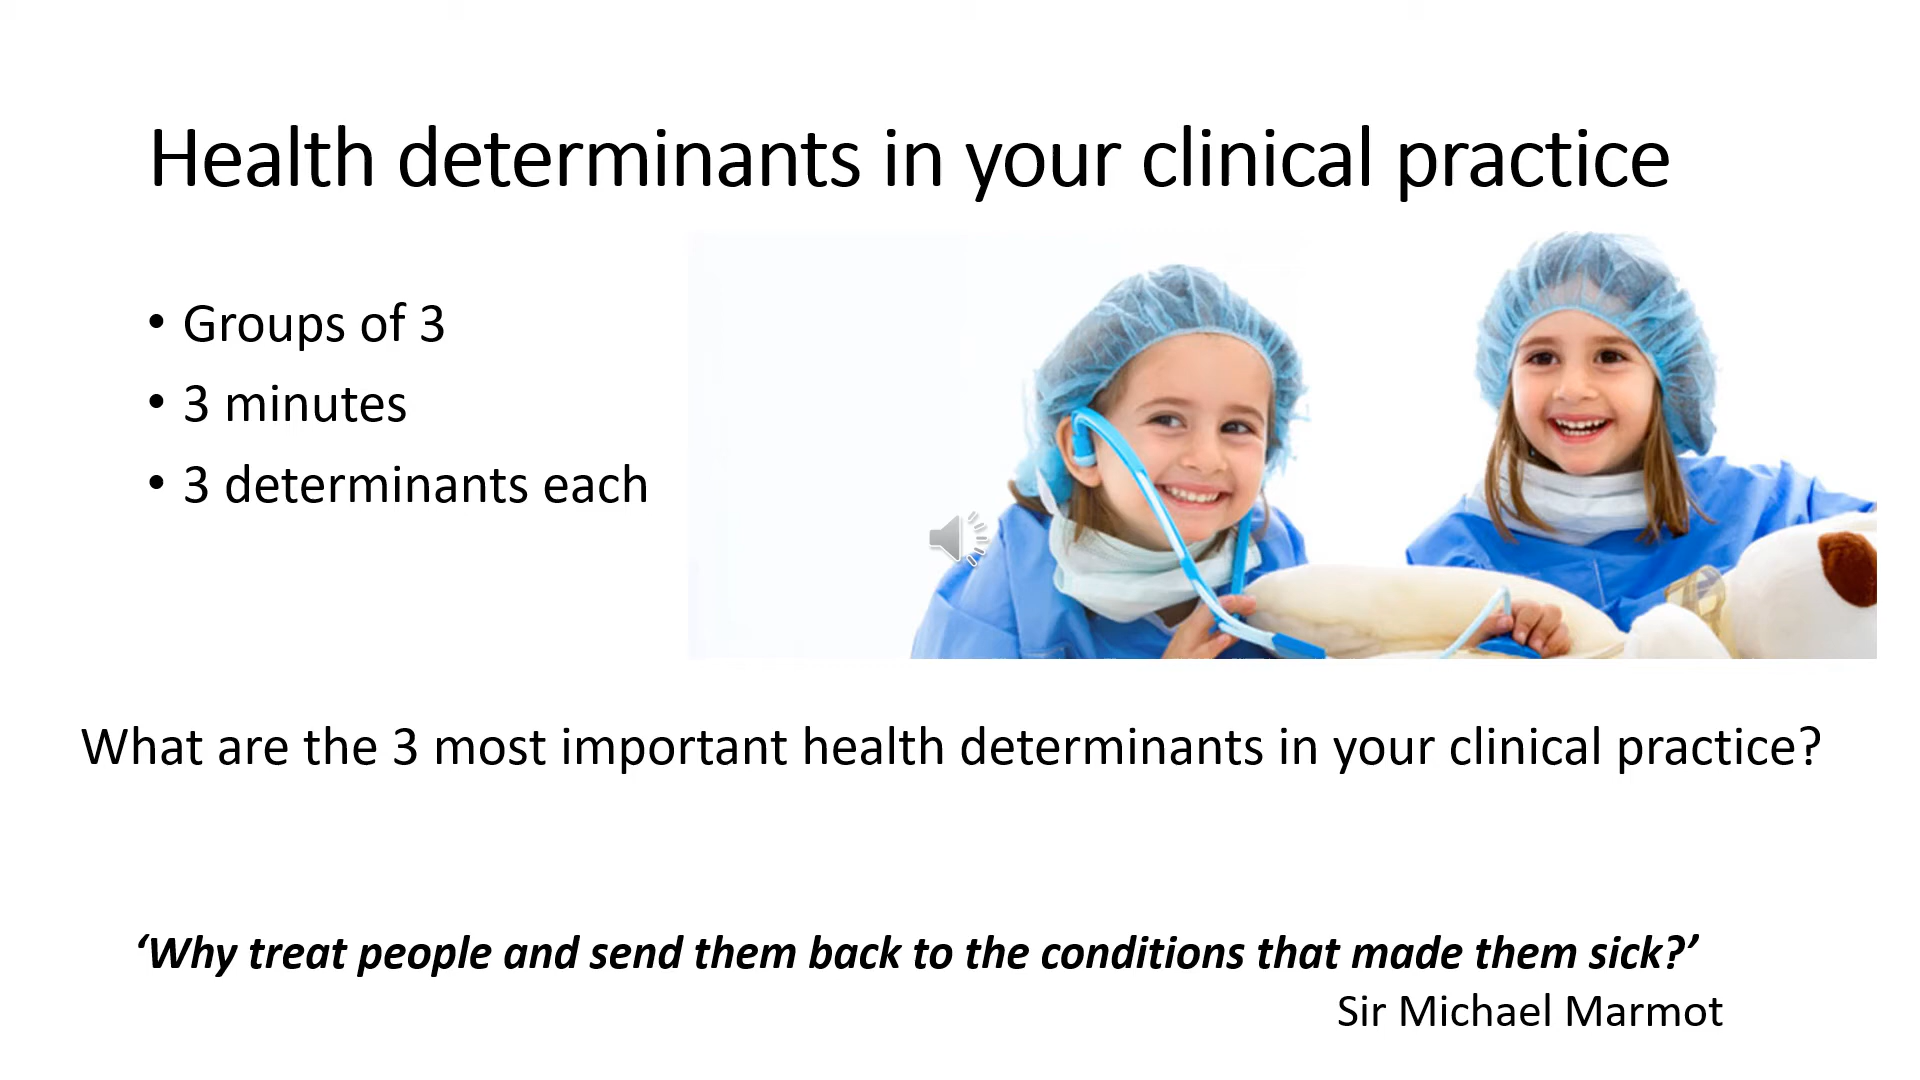 Health determinants in your clinical practice
• Groups of 3
• 3 minutes
• 3 determinants each
What are the 3 most important health determinants in your clinical practice?
‘Why treat people and send them back to the conditions that made them sick?’
Sir Michael Marmot